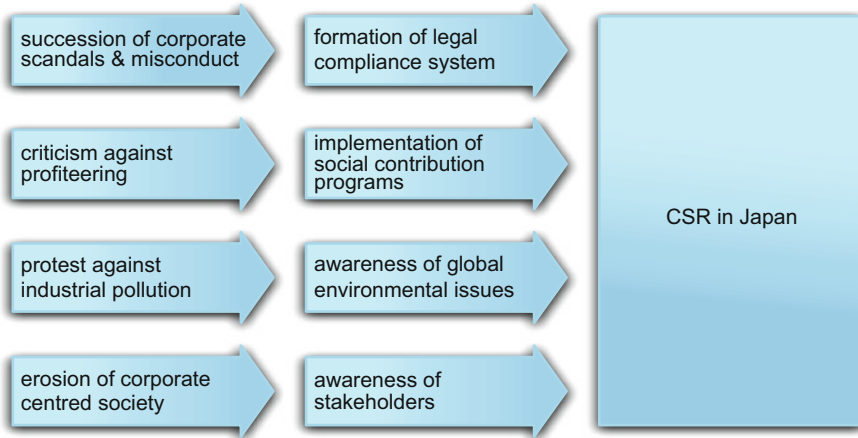 succession of corporate
scandals & misconduct
formation of legal
compliance system
criticism against
profiteering
implementation of
social contribution
programs
protest against
industrial pollution
awareness of global
environmental issues
erosion of corporate
centred society
awareness of
stakeholders
CSR in Japan